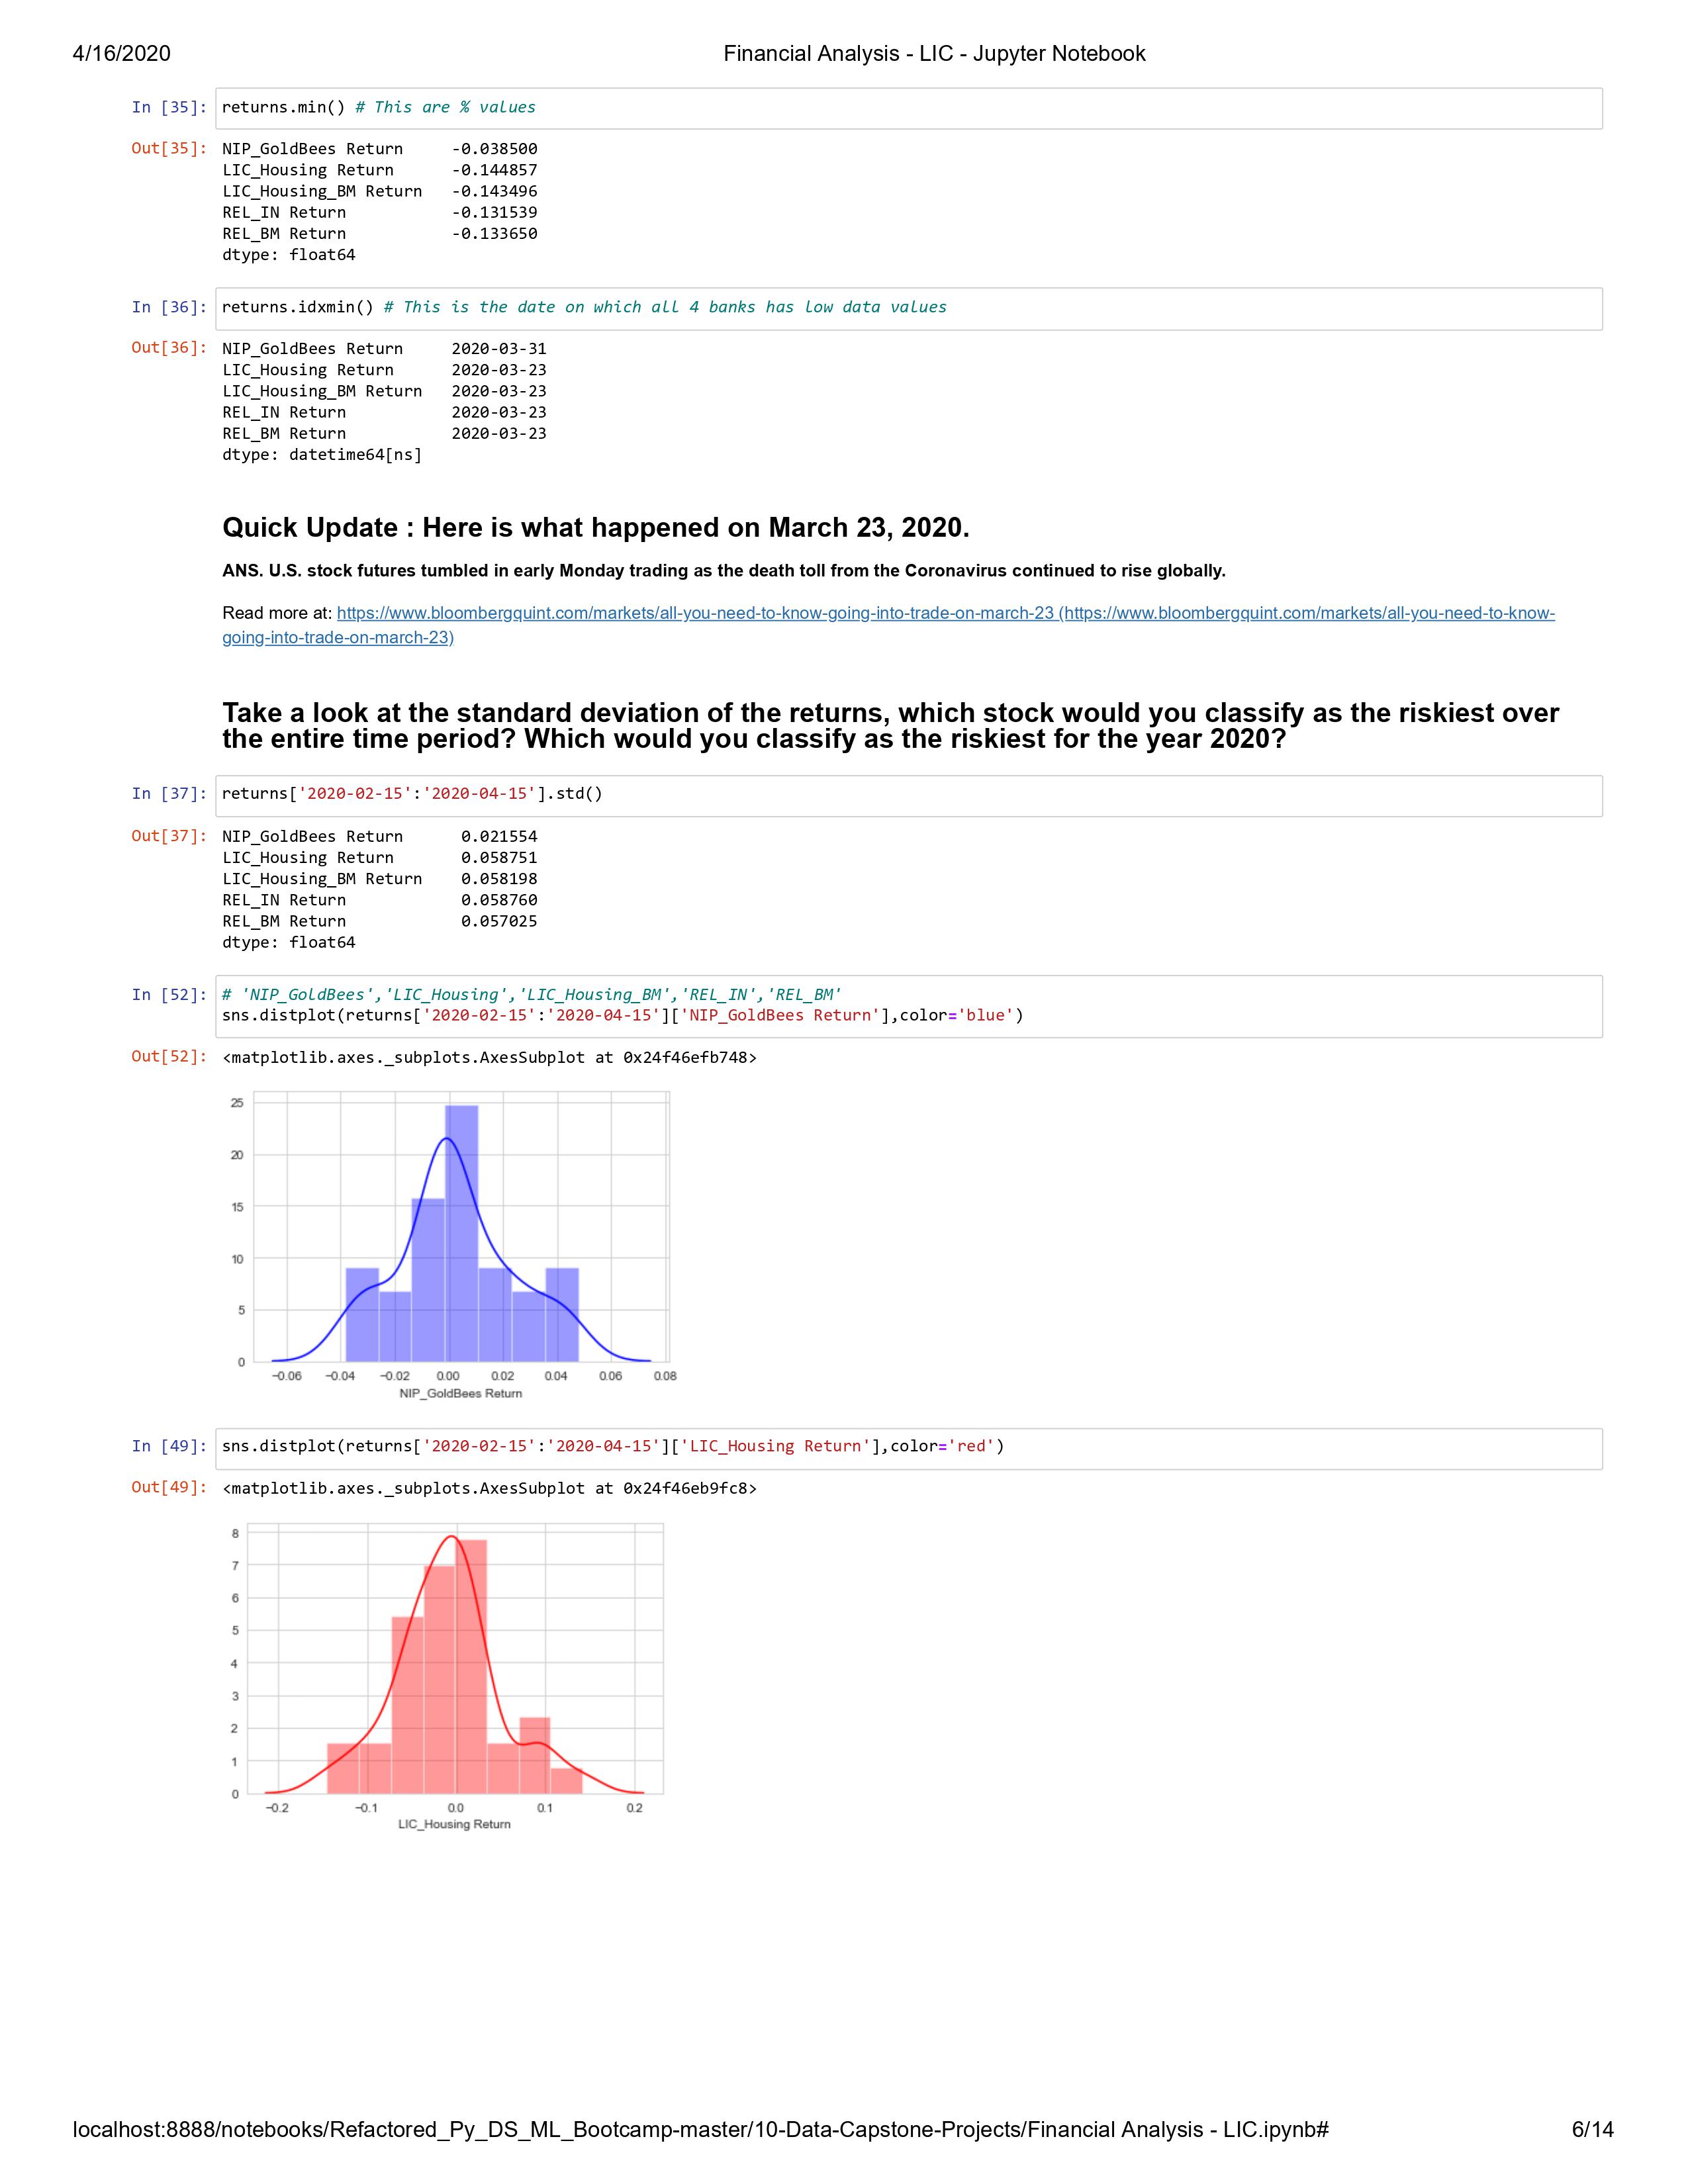 4/16/2020 Financial Analysis - LIC - Jupyter Notebook
In [35]: returns.min() # This are % values
Out[35]: NIP_GoldBees Return -0.038500
LIC_Housing Return -0.144857
LIC_Housing_BM Return -0.143496
REL_IN Return -0.131539
REL_BM Return -0.133650
dtype: float64
In [36]: returns.idxmin() # This is the date on which all 4 banks has low data values
Out[36]: NIP_GoldBees Return 2020-03-31
LIC_Housing Return 2020-03-23
LIC_Housing_BM Return 2020-03-23
REL_IN Return 2020-03-23
REL_BM Return 2020-03-23
dtype: datetime64[ns]
Quick Update : Here is what happened on March 23, 2020.
ANS. U.S. stock futures tumbled in early Monday trading as the death toll from the Coronavirus continued to rise globally.
Read more at: https://www.bloombergquint.com/markets/all-you-need-to-know-going-into-trade-on-march-23 (https://www.bloombergquint.com/markets/all-you-need-to-know-
going-into-trade-on-march-23)
Take a look at the standard deviation of the returns, which stock would you classify as the riskiest over
the entire time period? Which would you classify as the riskiest for the year 2020?
In [37]: returns['2020-02-15':'2020-04-15'].std()
Out[37]: NIP_GoldBees Return 0.021554
LIC_Housing Return 0.058751
LIC_Housing_BM Return 0.058198
REL_IN Return 0.058760
REL_BM Return 0.057025
dtype: float64
In [52]: # 'NIP_GoldBees','LIC_Housing','LIC_Housing_BM','REL_IN','REL_BM'
sns.distplot(returns['2020-02-15':'2020-04-15']['NIP_GoldBees Return'],color='blue')
Out[52]: <matplotlib.axes._subplots.AxesSubplot at 0x24f46efb748>
25
20
15
10
5
0
−0.06 −0.04 −0.02 0.00 0.02 0.04 0.06 0.08
NIP_GoldBees Return
In [49]: sns.distplot(returns['2020-02-15':'2020-04-15']['LIC_Housing Return'],color='red')
Out[49]: <matplotlib.axes._subplots.AxesSubplot at 0x24f46eb9fc8>
8
7
6
5
4
3
2
1
0
−0.2 −0.1 0.0 0.1 0.2
LIC_Housing Return
localhost:8888/notebooks/Refactored_Py_DS_ML_Bootcamp-master/10-Data-Capstone-Projects/Financial Analysis - LIC.ipynb# 6/14